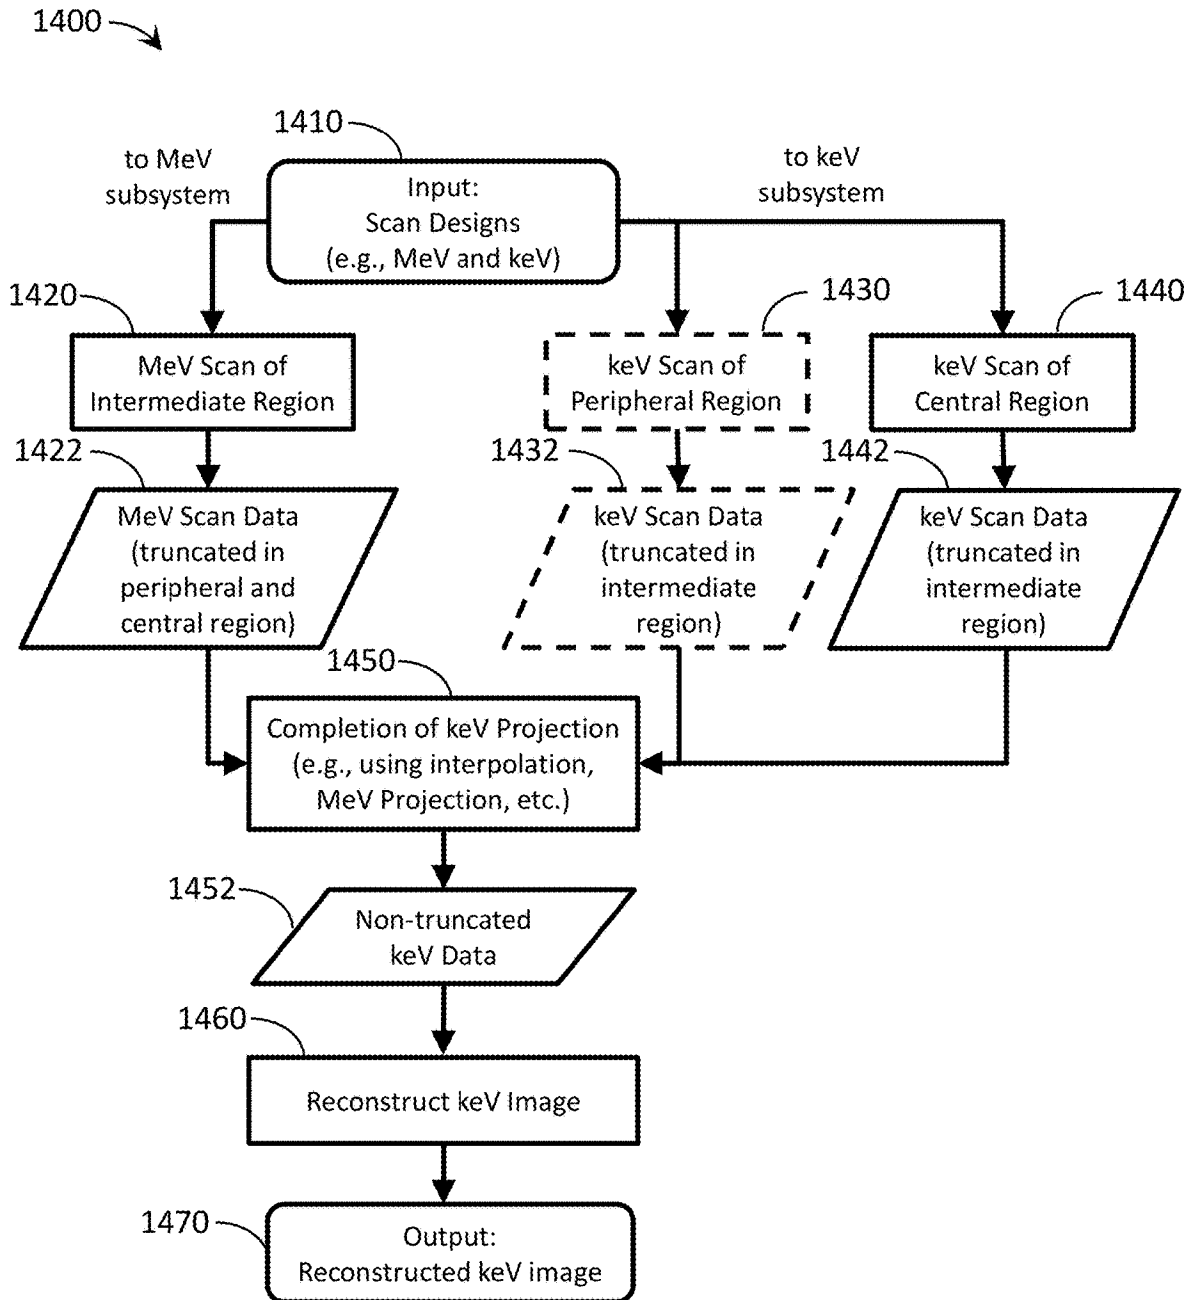 1400
1410
to MeV
subsystem
Input:
Scan Designs
(e.g., MeV and keV)
to keV
subsystem
1420
MeV Scan of
Intermediate Region
1430
keV Scan of
Peripheral Region
1440
keV Scan of
Central Region
1422
MeV Scan Data
(truncated in
peripheral and
central region)
1432
keV Scan Data
(truncated in
intermediate
region)
1442
keV Scan Data
(truncated in
intermediate
region)
1450
Completion of keV Projection
(e.g., using interpolation,
MeV Projection, etc.)
1452
Non-truncated
keV Data
1460
Reconstruct keV Image
1470
Output:
Reconstructed keV image